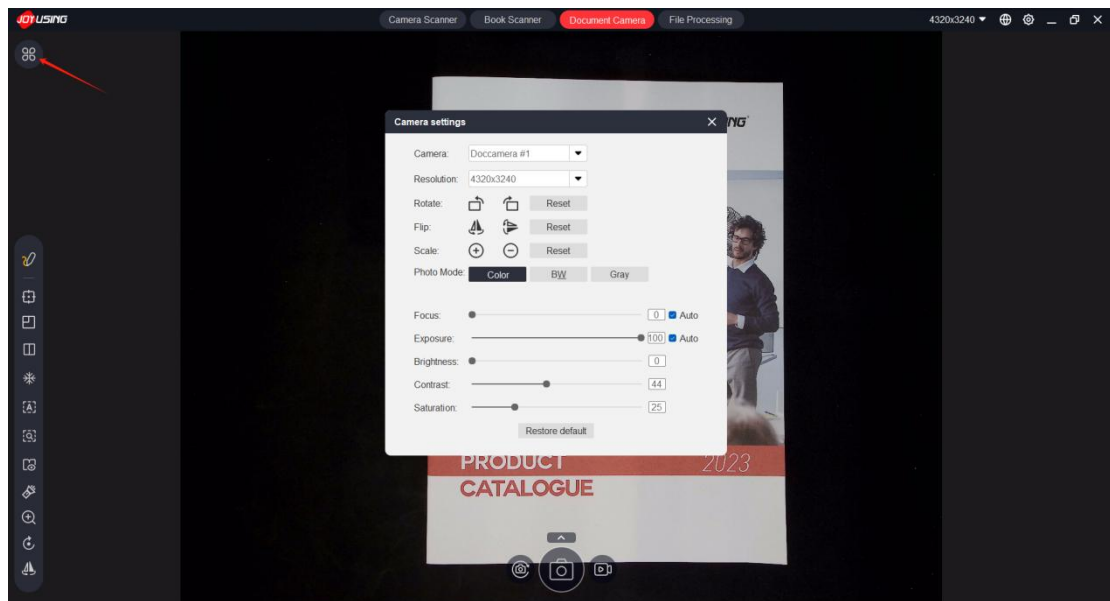 JOYUSING
Camera Scanner
Book Scanner
Document Camera
File Processing
4320x3240
Camera settings
NG
Camera:
Doccamera #1
Resolution:
4320x3240
Rotate:
Reset
Flip:
Reset
Scale:
Reset
Photo Mode:
Color
BW
Gray
Focus:
0
Auto
Exposure:
100
Auto
Brightness:
0
Contrast:
44
Saturation:
25
Restore default
A
PRODUCT
2023
CATALOGUE